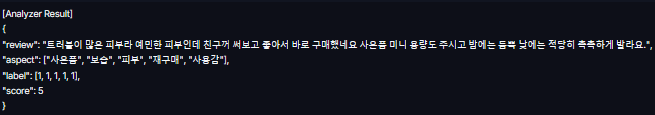 [Analyzer Result]
{
"review": "트러블이 많은 피부라 예민한 피부인데 친구꺼 써보고 좋아서 바로 구매했네요 사은품 미니 용량도 주시고 밤에는 듬뿍 낮에는 적당히 촉촉하게 발라요.",
"aspect": ["사은품", "보습", "피부", "재구매", "사용감"],
"label": [1, 1, 1, 1, 1],
"score": 5
}